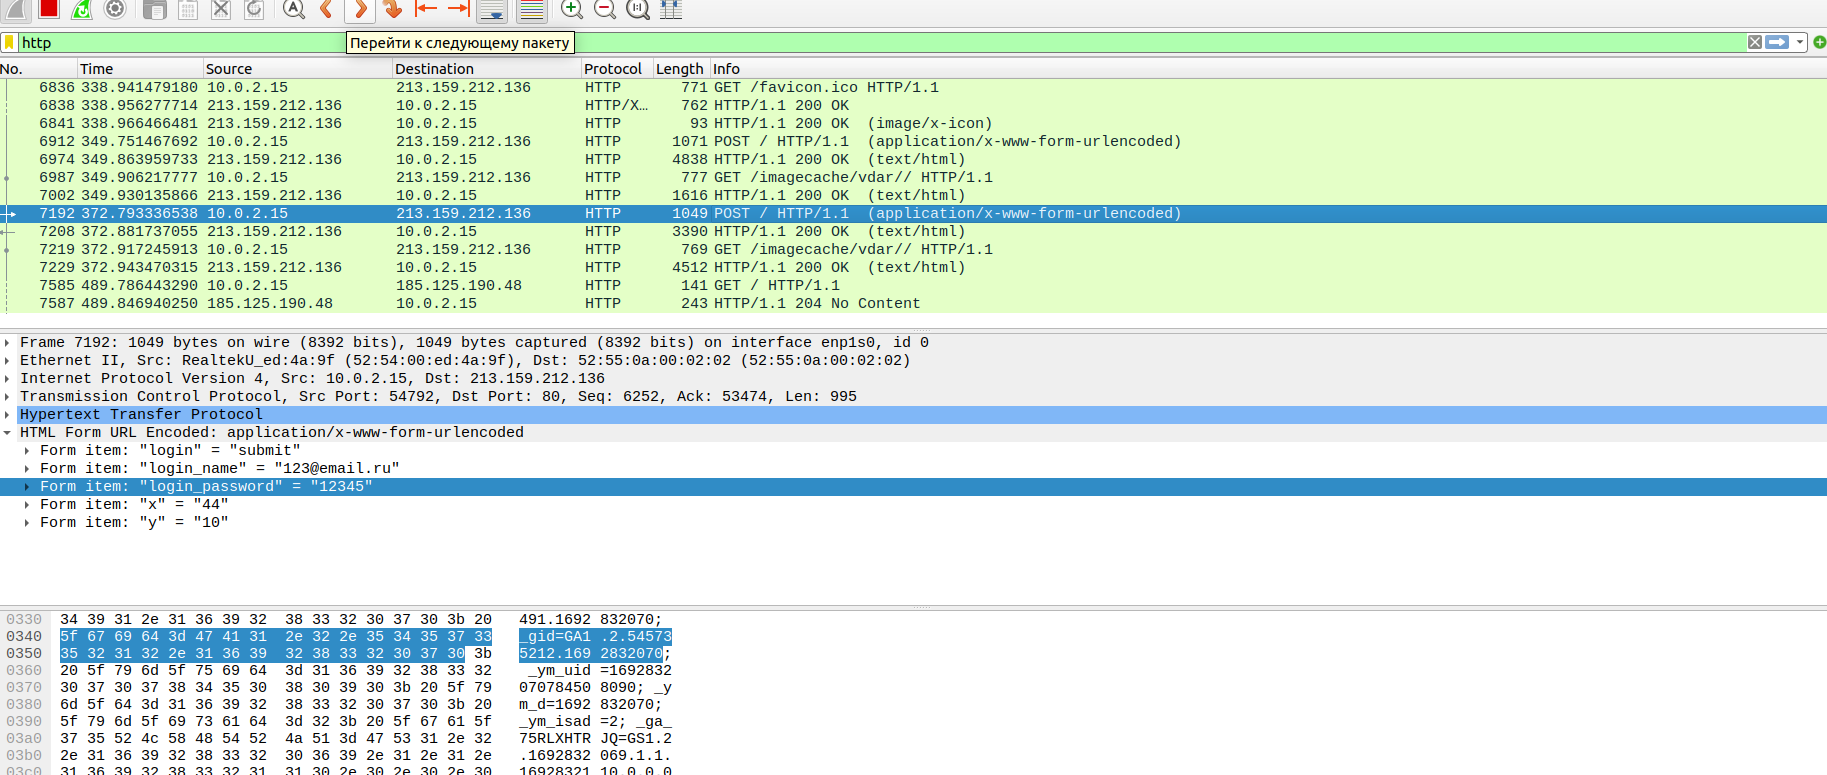 http
Перейти к следующему пакету
No. Time Source Destination Protocol Length Info
6836 338.941479180 10.0.2.15 213.159.212.136 HTTP 771 GET /favicon.ico HTTP/1.1
6838 338.956277714 213.159.212.136 10.0.2.15 HTTP/X… 762 HTTP/1.1 200 OK
6841 338.966466481 213.159.212.136 10.0.2.15 HTTP 93 HTTP/1.1 200 OK (image/x-icon)
6912 349.751467692 10.0.2.15 213.159.212.136 HTTP 1071 POST / HTTP/1.1 (application/x-www-form-urlencoded)
6974 349.863959733 213.159.212.136 10.0.2.15 HTTP 4838 HTTP/1.1 200 OK (text/html)
6987 349.906217777 10.0.2.15 213.159.212.136 HTTP 777 GET /imagecache/vdar// HTTP/1.1
7002 349.930135866 213.159.212.136 10.0.2.15 HTTP 1616 HTTP/1.1 200 OK (text/html)
7192 372.793336538 10.0.2.15 213.159.212.136 HTTP 1049 POST / HTTP/1.1 (application/x-www-form-urlencoded)
7208 372.881737055 213.159.212.136 10.0.2.15 HTTP 3390 HTTP/1.1 200 OK (text/html)
7219 372.917245913 10.0.2.15 213.159.212.136 HTTP 769 GET /imagecache/vdar// HTTP/1.1
7229 372.943470315 213.159.212.136 10.0.2.15 HTTP 4512 HTTP/1.1 200 OK (text/html)
7585 489.786443290 10.0.2.15 185.125.190.48 HTTP 141 GET / HTTP/1.1
7587 489.846940250 185.125.190.48 10.0.2.15 HTTP 243 HTTP/1.1 204 No Content
Frame 7192: 1049 bytes on wire (8392 bits), 1049 bytes captured (8392 bits) on interface enp1s0, id 0
Ethernet II, Src: RealtekU_ed:4a:9f (52:54:00:ed:4a:9f), Dst: 52:55:0a:00:02:02 (52:55:0a:00:02:02)
Internet Protocol Version 4, Src: 10.0.2.15, Dst: 213.159.212.136
Transmission Control Protocol, Src Port: 54792, Dst Port: 80, Seq: 6252, Ack: 53474, Len: 995
Hypertext Transfer Protocol
HTML Form URL Encoded: application/x-www-form-urlencoded
Form item: "login" = "submit"
Form item: "login_name" = "123@email.ru"
Form item: "login_password" = "12345"
Form item: "x" = "44"
Form item: "y" = "10"
0330 34 39 31 2e 31 36 39 32 38 33 32 30 37 30 3b 20 491.1692 832070;
0340 5f 67 69 64 3d 47 41 31 2e 32 2e 35 34 35 37 33 _gid=GA1 .2.54573
0350 35 32 31 32 2e 31 36 39 32 38 33 32 30 37 30 3b 5212.169 2832070;
0360 20 5f 79 6d 5f 75 69 64 3d 31 36 39 32 38 33 32 _ym_uid =1692832
0370 30 37 30 37 38 34 35 30 38 30 39 30 3b 20 5f 79 07078450 8090; _y
0380 6d 5f 64 3d 31 36 39 32 38 33 32 30 37 30 3b 20 m_d=1692 832070;
0390 5f 79 6d 5f 69 73 61 64 3d 32 3b 20 5f 67 61 5f _ym_isad =2; _ga_
03a0 37 35 52 4c 58 48 54 52 4a 51 3d 47 53 31 2e 32 75RLXHTR JQ=GS1.2
03b0 2e 31 36 39 32 38 33 32 30 36 39 2e 31 2e 31 2e .1692832 069.1.1.
03c0 31 36 39 32 38 33 32 31 31 30 2e 30 2e 30 2e 30 16928321 10.0.0.0